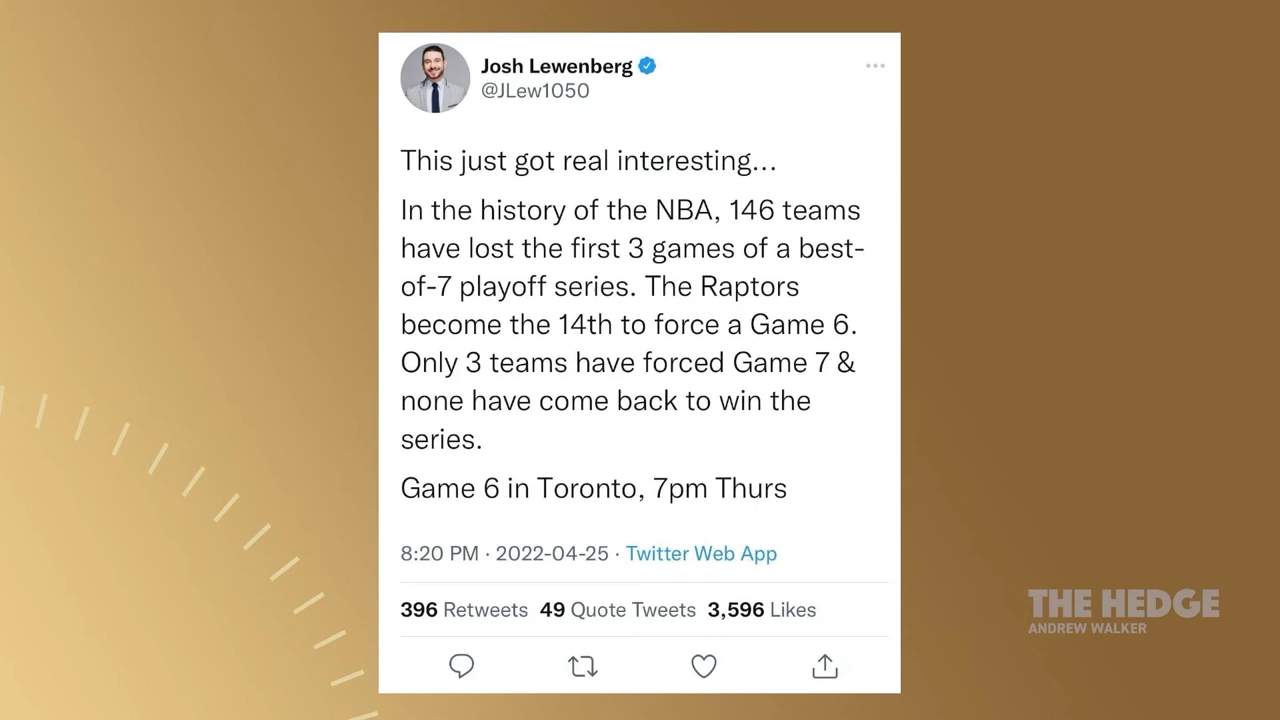 Josh Lewenberg
@JLew1050
This just got real interesting...
In the history of the NBA, 146 teams
have lost the first 3 games of a best-
of-7 playoff series. The Raptors
become the 14th to force a Game 6.
Only 3 teams have forced Game 7 &
none have come back to win the
series.
Game 6 in Toronto, 7pm Thurs
8:20 PM · 2022-04-25 · Twitter Web App
396 Retweets 49 Quote Tweets 3,596 Likes
THE HEDGE
ANDREW WALKER